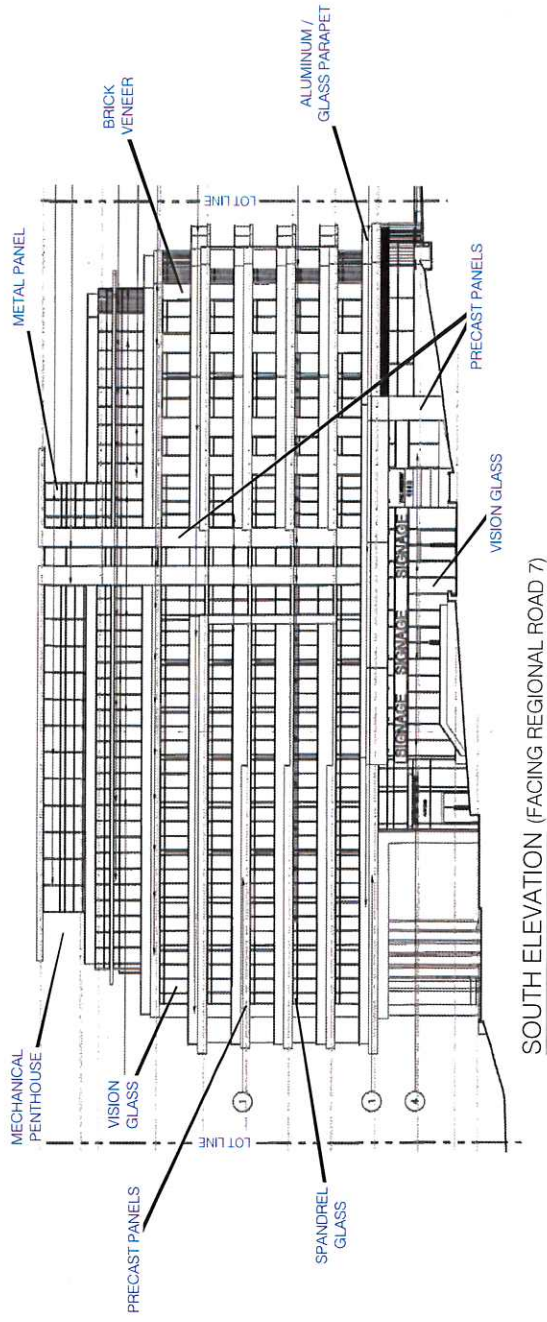 MECHANICAL
PENTHOUSE
METAL PANEL
BRICK
VENEER
ALUMINUM /
GLASS PARAPET
LOT LINE
LOT LINE
VISION
GLASS
PRECAST PANELS
SPANDREL
GLASS
PRECAST PANELS
VISION GLASS
SIGNAGE SIGNAGE SIGNAGE
SOUTH ELEVATION (FACING REGIONAL ROAD 7)